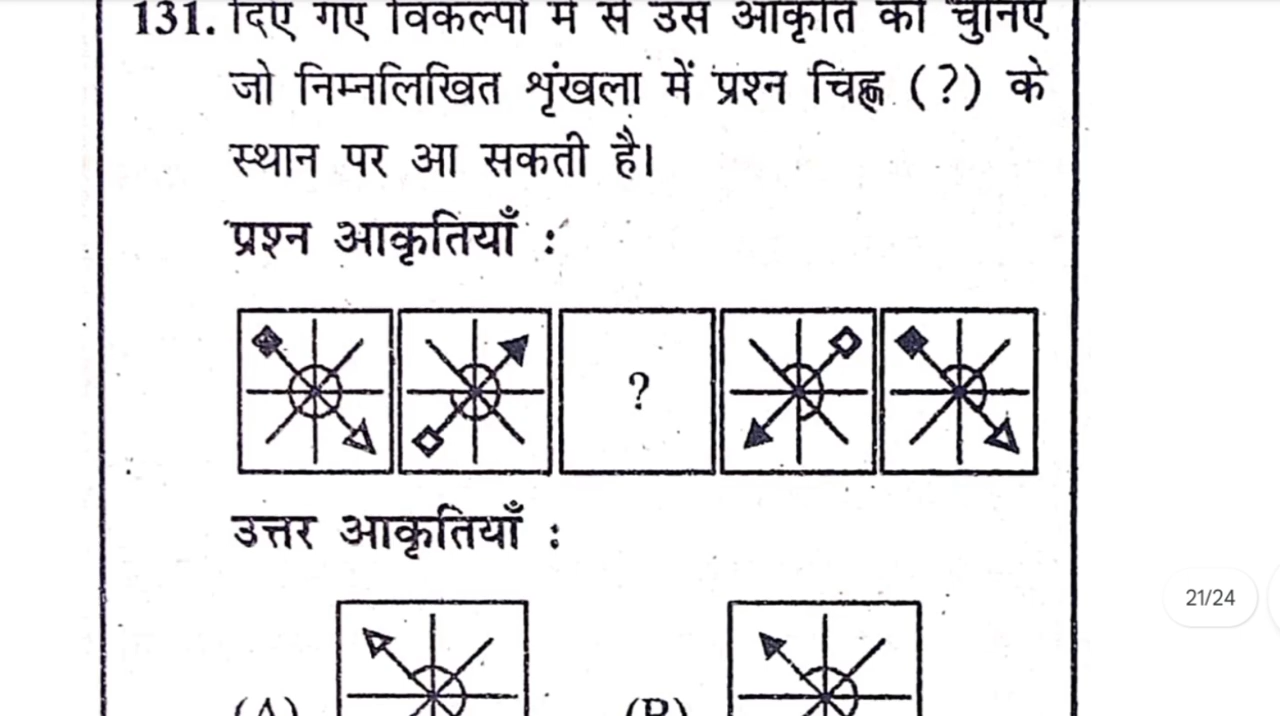 131. दिए गए विकल्पों में से उस आकृति को चुनिए
जो निम्नलिखित शृंखला में प्रश्न चिह्न (?) के
स्थान पर आ सकती है।
प्रश्न आकृतियाँ :
?
उत्तर आकृतियाँ :
21/24
(A) (B)